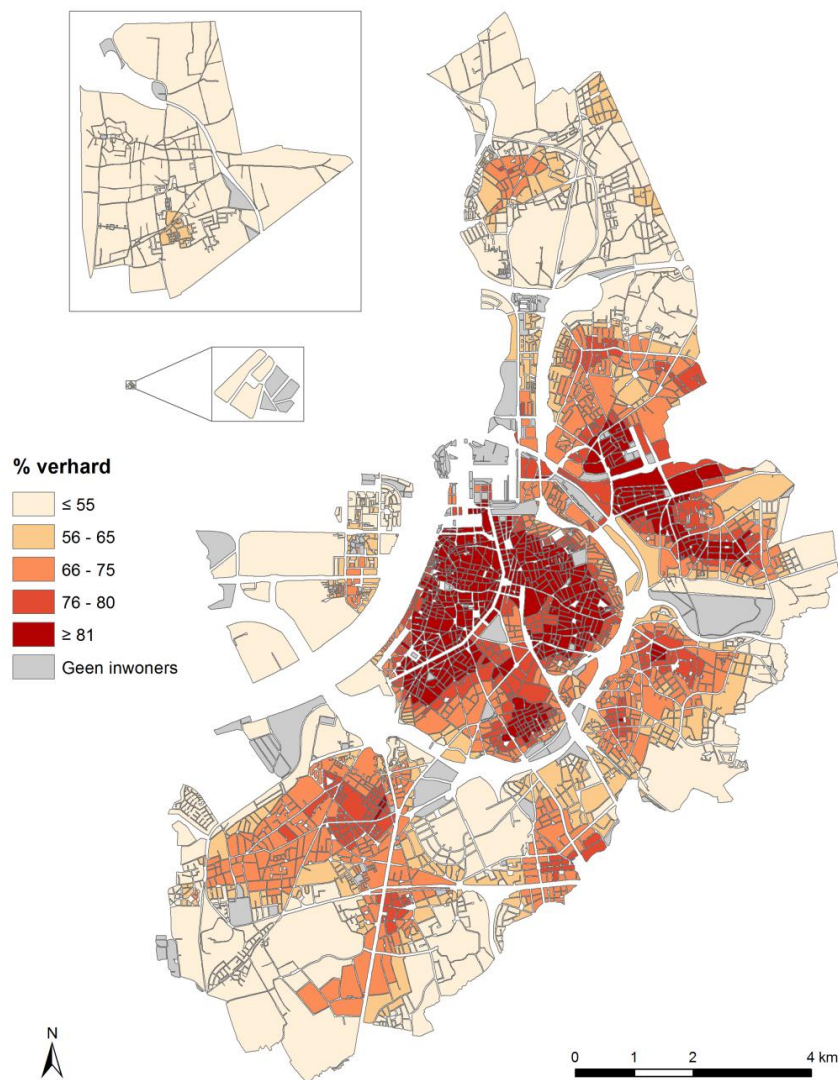 % verhard
≤ 55
56 - 65
66 - 75
76 - 80
≥ 81
Geen inwoners
N
0 1 2 4 km